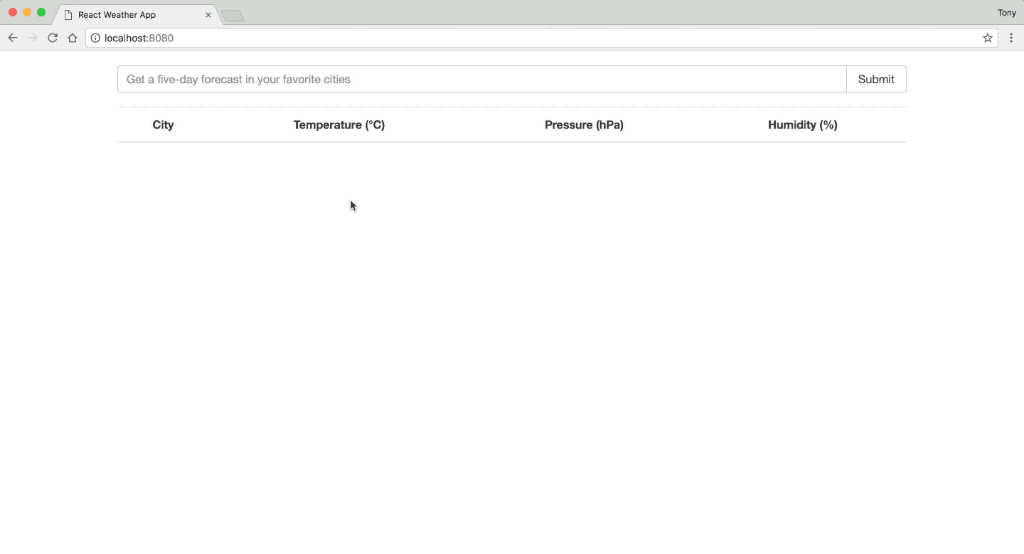 React Weather App
Tony
localhost:8080
Get a five-day forecast in your favorite cities
Submit
City Temperature (°C) Pressure (hPa) Humidity (%)